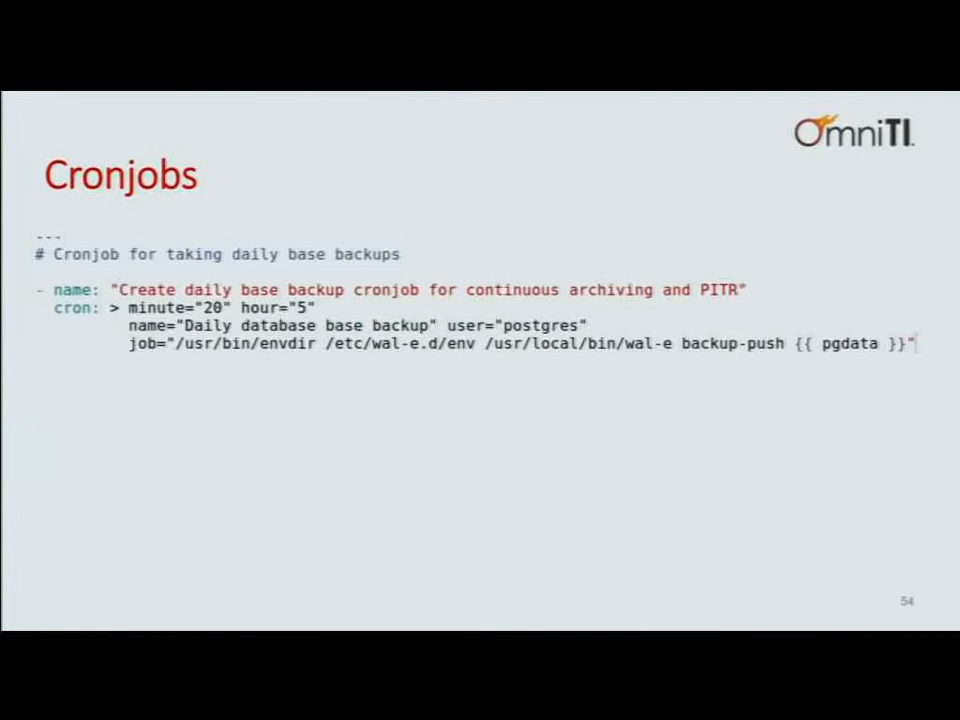 OmniTI
Cronjobs
---
# Cronjob for taking daily base backups
- name: "Create daily base backup cronjob for continuous archiving and PITR"
cron: > minute="20" hour="5"
name="Daily database base backup" user="postgres"
job="/usr/bin/envdir /etc/wal-e.d/env /usr/local/bin/wal-e backup-push {{ pgdata }}"
54